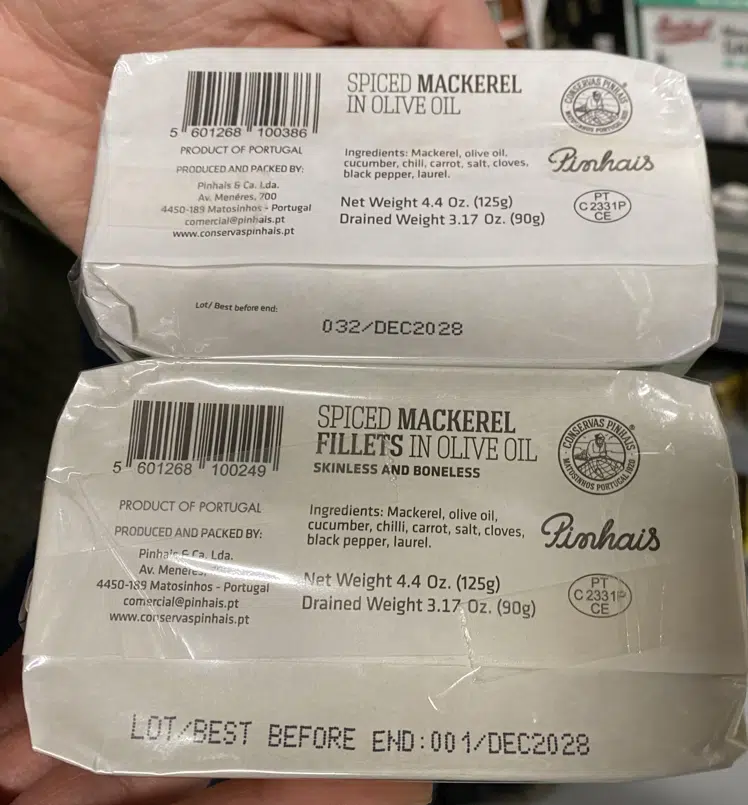 5 601268 100386
PRODUCT OF PORTUGAL
PRODUCED AND PACKED BY:
Pinhais & Ca. Lda.
Av. Menéres, 700
4450-189 Matosinhos - Portugal
comercial@pinhais.pt
www.conservaspinhais.pt
SPICED MACKEREL
IN OLIVE OIL
Ingredients: Mackerel, olive oil,
cucumber, chili, carrot, salt, cloves,
black pepper, laurel.
Net Weight 4.4 Oz. (125g)
Drained Weight 3.17 Oz. (90g)
CONSERVAS PINHAIS
MATOSINHOS PORTUGAL
Pinhais
PT
C 2331P
CE
Lot/ Best before end:
032/DEC2028
5 601268 100249
PRODUCT OF PORTUGAL
PRODUCED AND PACKED BY:
Pinhais & Ca. Lda.
Av. Menéres,
4450-189 Matosinhos - Portugal
comercial@pinhais.pt
www.conservaspinhais.pt
SPICED MACKEREL
FILLETS IN OLIVE OIL
SKINLESS AND BONELESS
Ingredients: Mackerel, olive oil,
cucumber, chilli, carrot, salt, cloves,
black pepper, laurel.
Net Weight 4.4 Oz. (125g)
Drained Weight 3.17 Oz. (90g)
CONSERVAS PINHAIS
MATOSINHOS PORTUGAL 1920
Pinhais
PT
C 2331P
CE
LOT/BEST BEFORE END:001/DEC2028